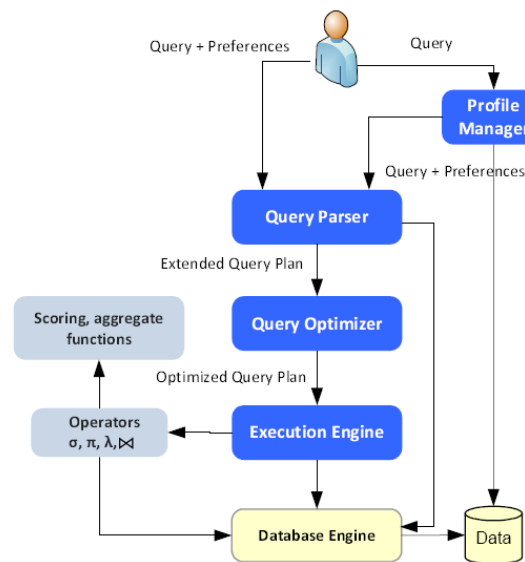 Query + Preferences
Query
Profile
Manager
Query + Preferences
Query Parser
Extended Query Plan
Scoring, aggregate
functions
Query Optimizer
Optimized Query Plan
Operators
σ, π, λ,⋈
Execution Engine
Database Engine
Data